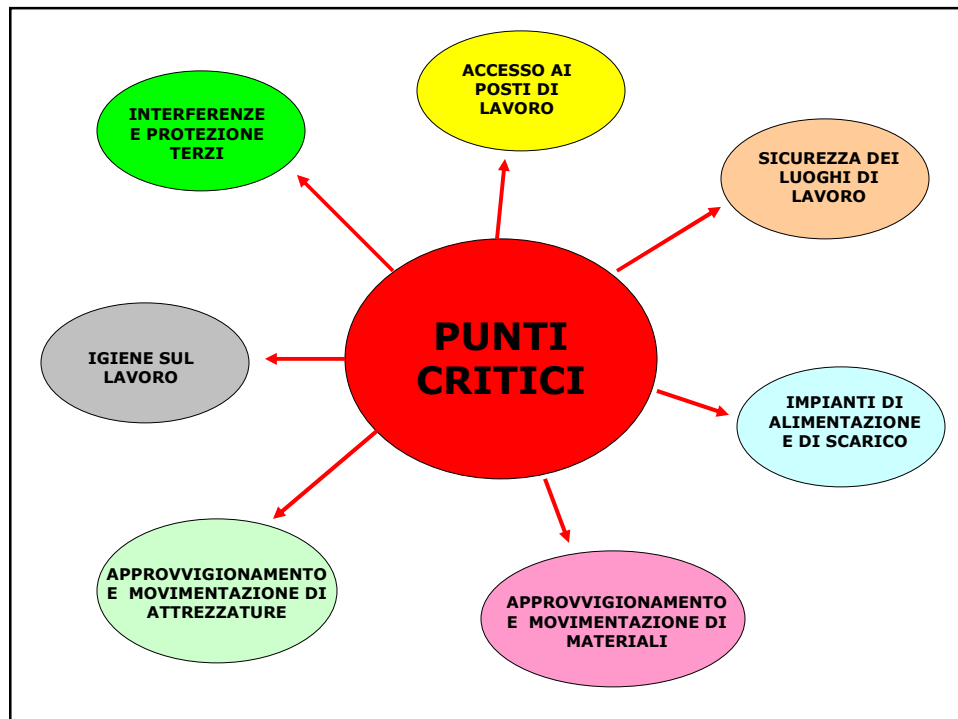 ACCESSO AI
POSTI DI
LAVORO
INTERFERENZE
E PROTEZIONE
TERZI
SICUREZZA DEI
LUOGHI DI
LAVORO
PUNTI
CRITICI
IGIENE SUL
LAVORO
IMPIANTI DI
ALIMENTAZIONE
E DI SCARICO
APPROVVIGIONAMENTO
E MOVIMENTAZIONE DI
ATTREZZATURE
APPROVVIGIONAMENTO
E MOVIMENTAZIONE DI
MATERIALI